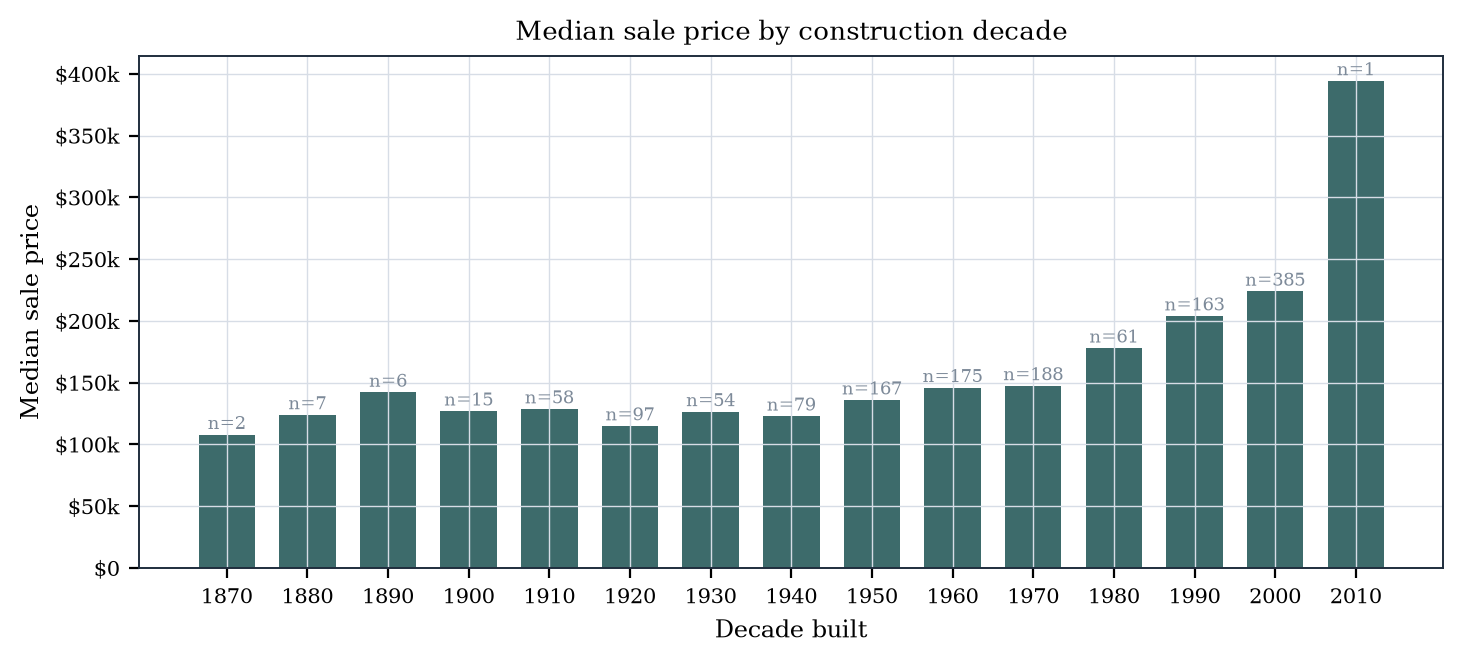 Median sale price by construction decade
Median sale price
$400k
$350k
$300k
$250k
$200k
$150k
$100k
$50k
$0
n=2
n=7
n=6
n=15
n=58
n=97
n=54
n=79
n=167
n=175
n=188
n=61
n=163
n=385
n=1
1870 1880 1890 1900 1910 1920 1930 1940 1950 1960 1970 1980 1990 2000 2010
Decade built